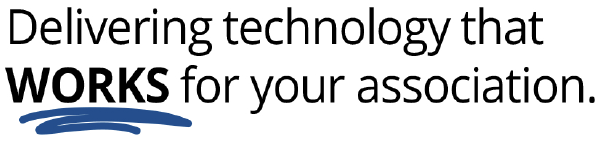 Delivering technology that
WORKS for your association.